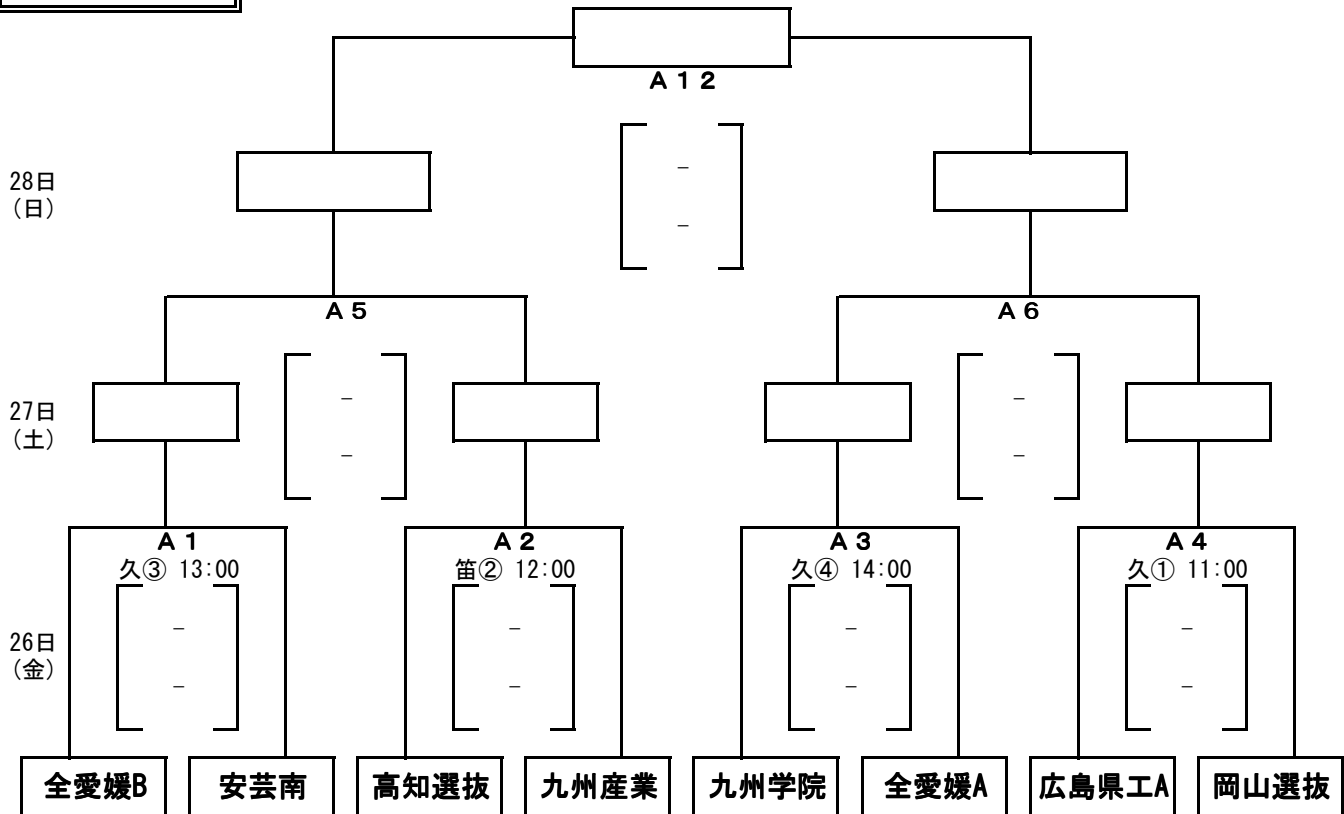 Ａ１２
28日
（日）
－
－
Ａ５
Ａ６
27日
（土）
－
－
－
－
Ａ１
Ａ２
Ａ３
Ａ４
久③ 13:00
笛② 12:00
久④ 14:00
久① 11:00
26日
（金）
－
－
－
－
－
－
－
－
全愛媛B
安芸南
高知選抜
九州産業
九州学院
全愛媛A
広島県工A
岡山選抜